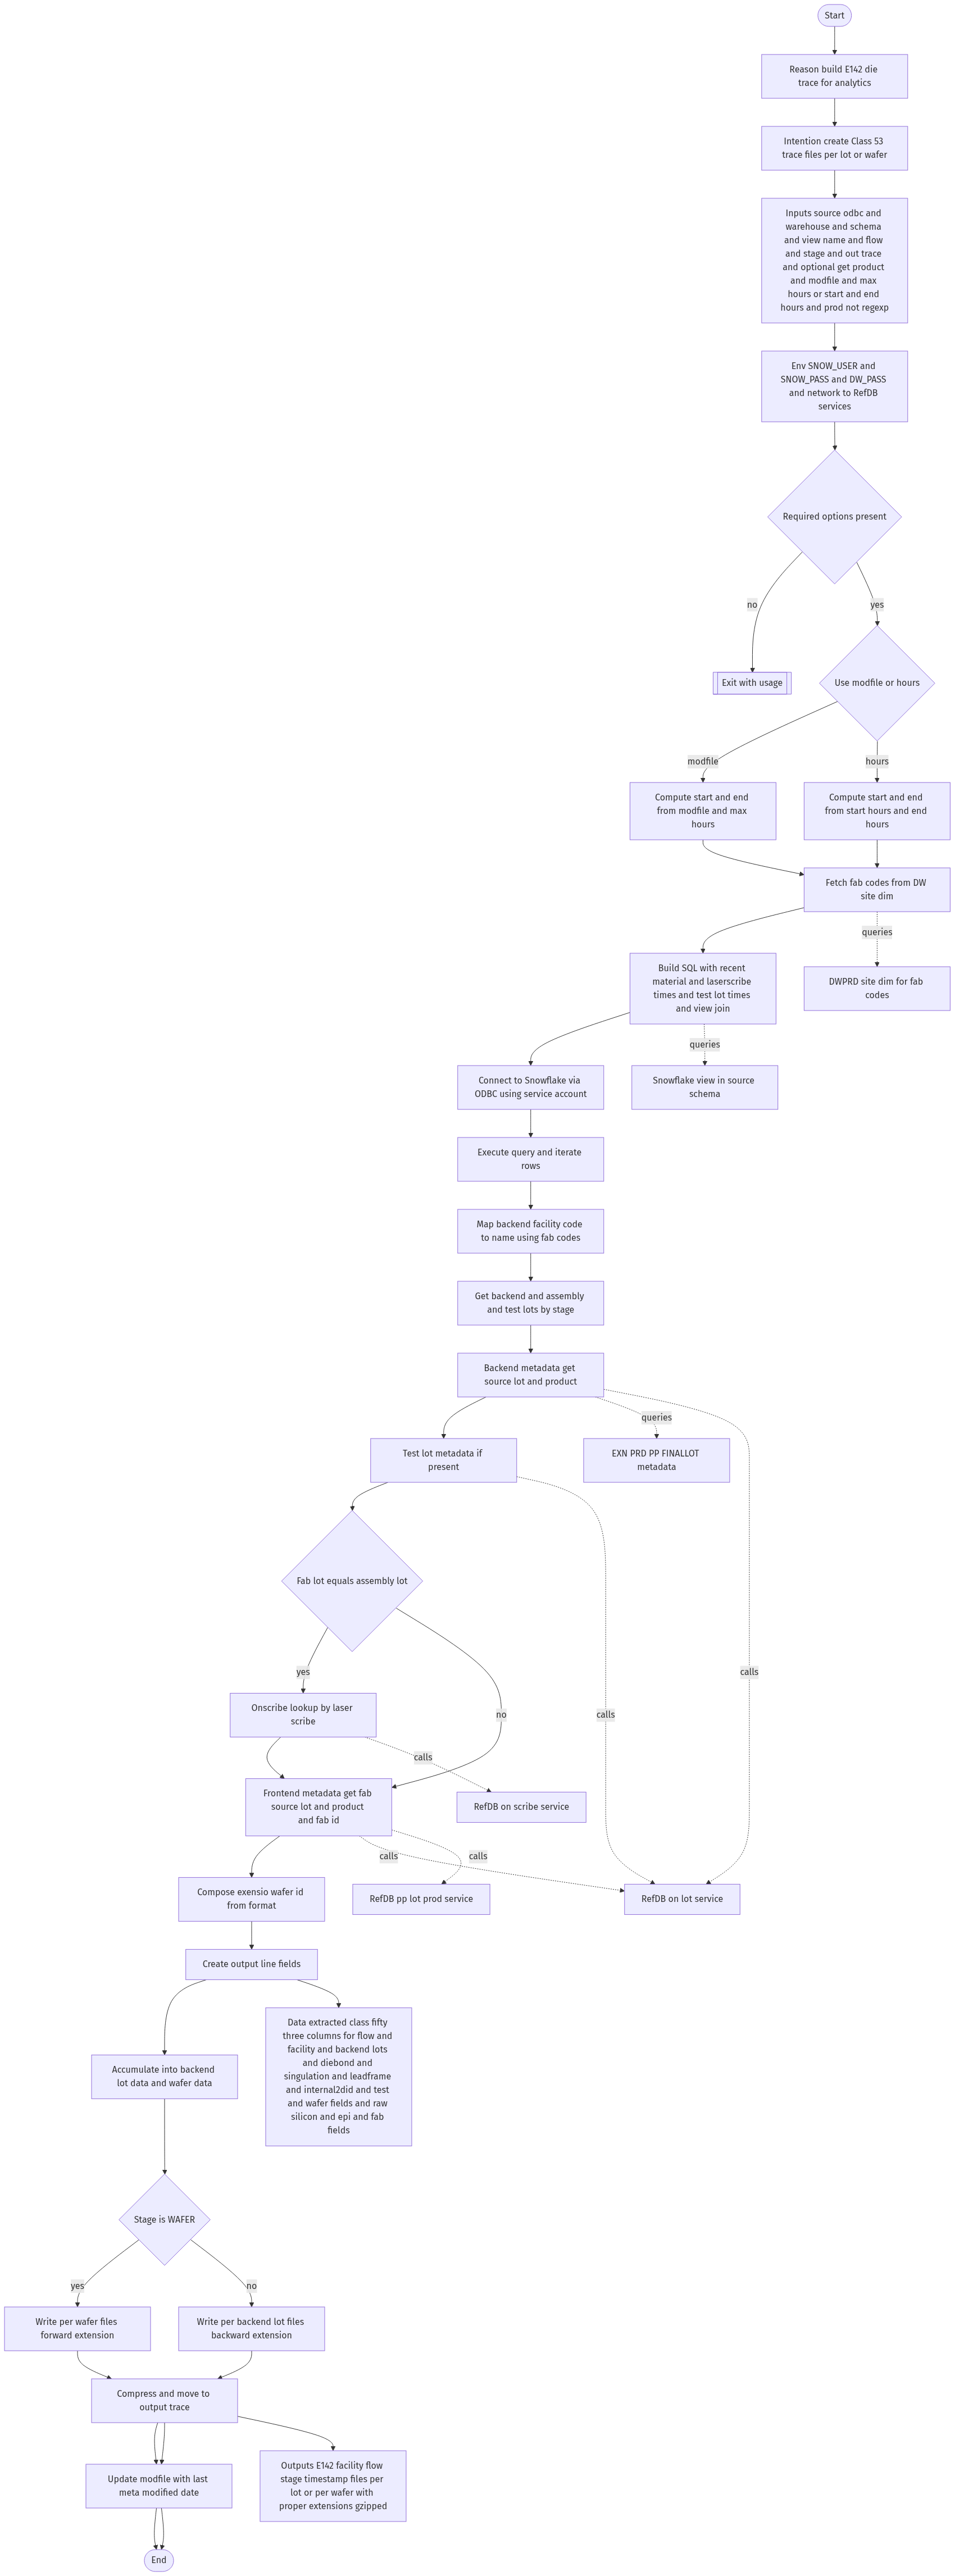 Start
Reason build E142 die
trace for analytics
Intention create Class 53
trace files per lot or wafer
Inputs source odbc and
warehouse and schema
and view name and flow
and stage and out trace
and optional get product
and modfile and max
hours or start and end
hours and prod not regexp
Env SNOW_USER and
SNOW_PASS and DW_PASS
and network to RefDB
services
Required options present
no
yes
Exit with usage
Use modfile or hours
modfile
hours
Compute start and end
from modfile and max
hours
Compute start and end
from start hours and end
hours
Fetch fab codes from DW
site dim
queries
Build SQL with recent
material and laserscribe
times and test lot times
and view join
DWPRD site dim for fab
codes
queries
Connect to Snowflake via
ODBC using service account
Snowflake view in source
schema
Execute query and iterate
rows
Map backend facility code
to name using fab codes
Get backend and assembly
and test lots by stage
Backend metadata get
source lot and product
queries
Test lot metadata if
present
EXN PRD PP FINALLOT
metadata
Fab lot equals assembly lot
yes
calls
Onscribe lookup by laser
scribe
no
calls
calls
Frontend metadata get fab
source lot and product
and fab id
RefDB on scribe service
calls
calls
Compose exensio wafer id
from format
RefDB pp lot prod service
RefDB on lot service
Create output line fields
Data extracted class fifty
three columns for flow and
facility and backend lots
and diebond and
singulation and leadframe
and internal2did and test
and wafer fields and raw
silicon and epi and fab
fields
Accumulate into backend
lot data and wafer data
Stage is WAFER
yes
no
Write per wafer files
forward extension
Write per backend lot files
backward extension
Compress and move to
output trace
Update modfile with last
meta modified date
Outputs E142 facility flow
stage timestamp files per
lot or per wafer with
proper extensions gzipped
End